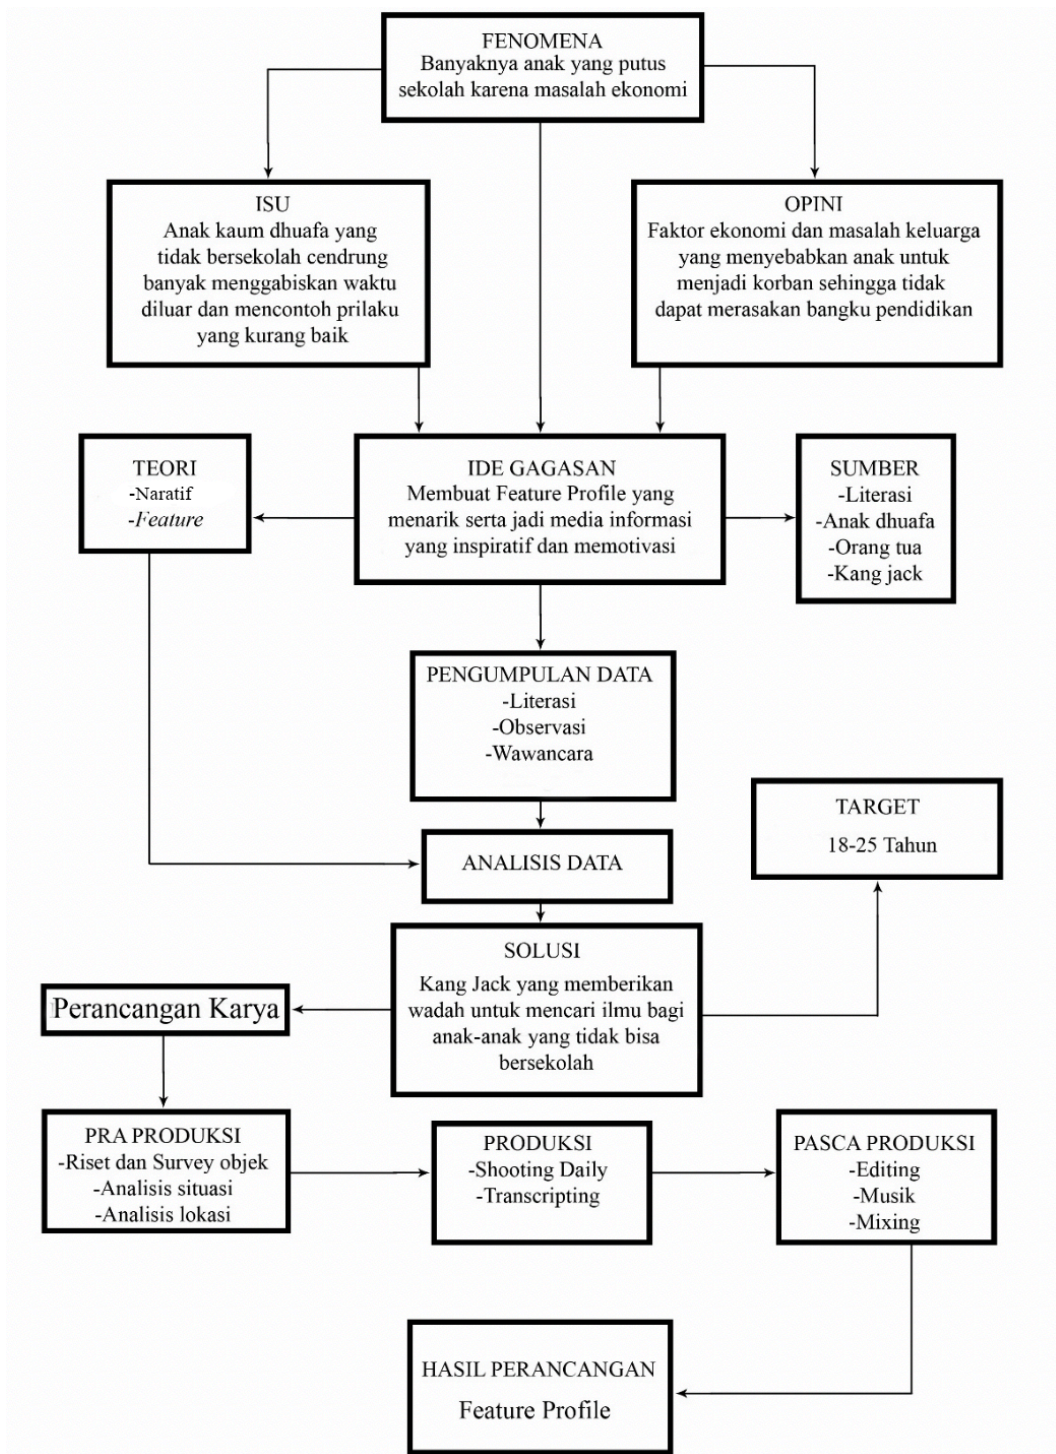 FENOMENA
Banyaknya anak yang putus
sekolah karena masalah ekonomi
ISU
Anak kaum dhuafa yang
tidak bersekolah cendrung
banyak menggabiskan waktu
diluar dan mencontoh prilaku
yang kurang baik
OPINI
Faktor ekonomi dan masalah keluarga
yang menyebabkan anak untuk
menjadi korban sehingga tidak
dapat merasakan bangku pendidikan
TEORI
-Naratif
-Feature
IDE GAGASAN
Membuat Feature Profile yang
menarik serta jadi media informasi
yang inspiratif dan memotivasi
SUMBER
-Literasi
-Anak dhuafa
-Orang tua
-Kang jack
PENGUMPULAN DATA
-Literasi
-Observasi
-Wawancara
TARGET
18-25 Tahun
ANALISIS DATA
SOLUSI
Kang Jack yang memberikan
wadah untuk mencari ilmu bagi
anak-anak yang tidak bisa
bersekolah
Perancangan Karya
PRA PRODUKSI
-Riset dan Survey objek
-Analisis situasi
-Analisis lokasi
PRODUKSI
-Shooting Daily
-Transcripting
PASCA PRODUKSI
-Editing
-Musik
-Mixing
HASIL PERANCANGAN
Feature Profile